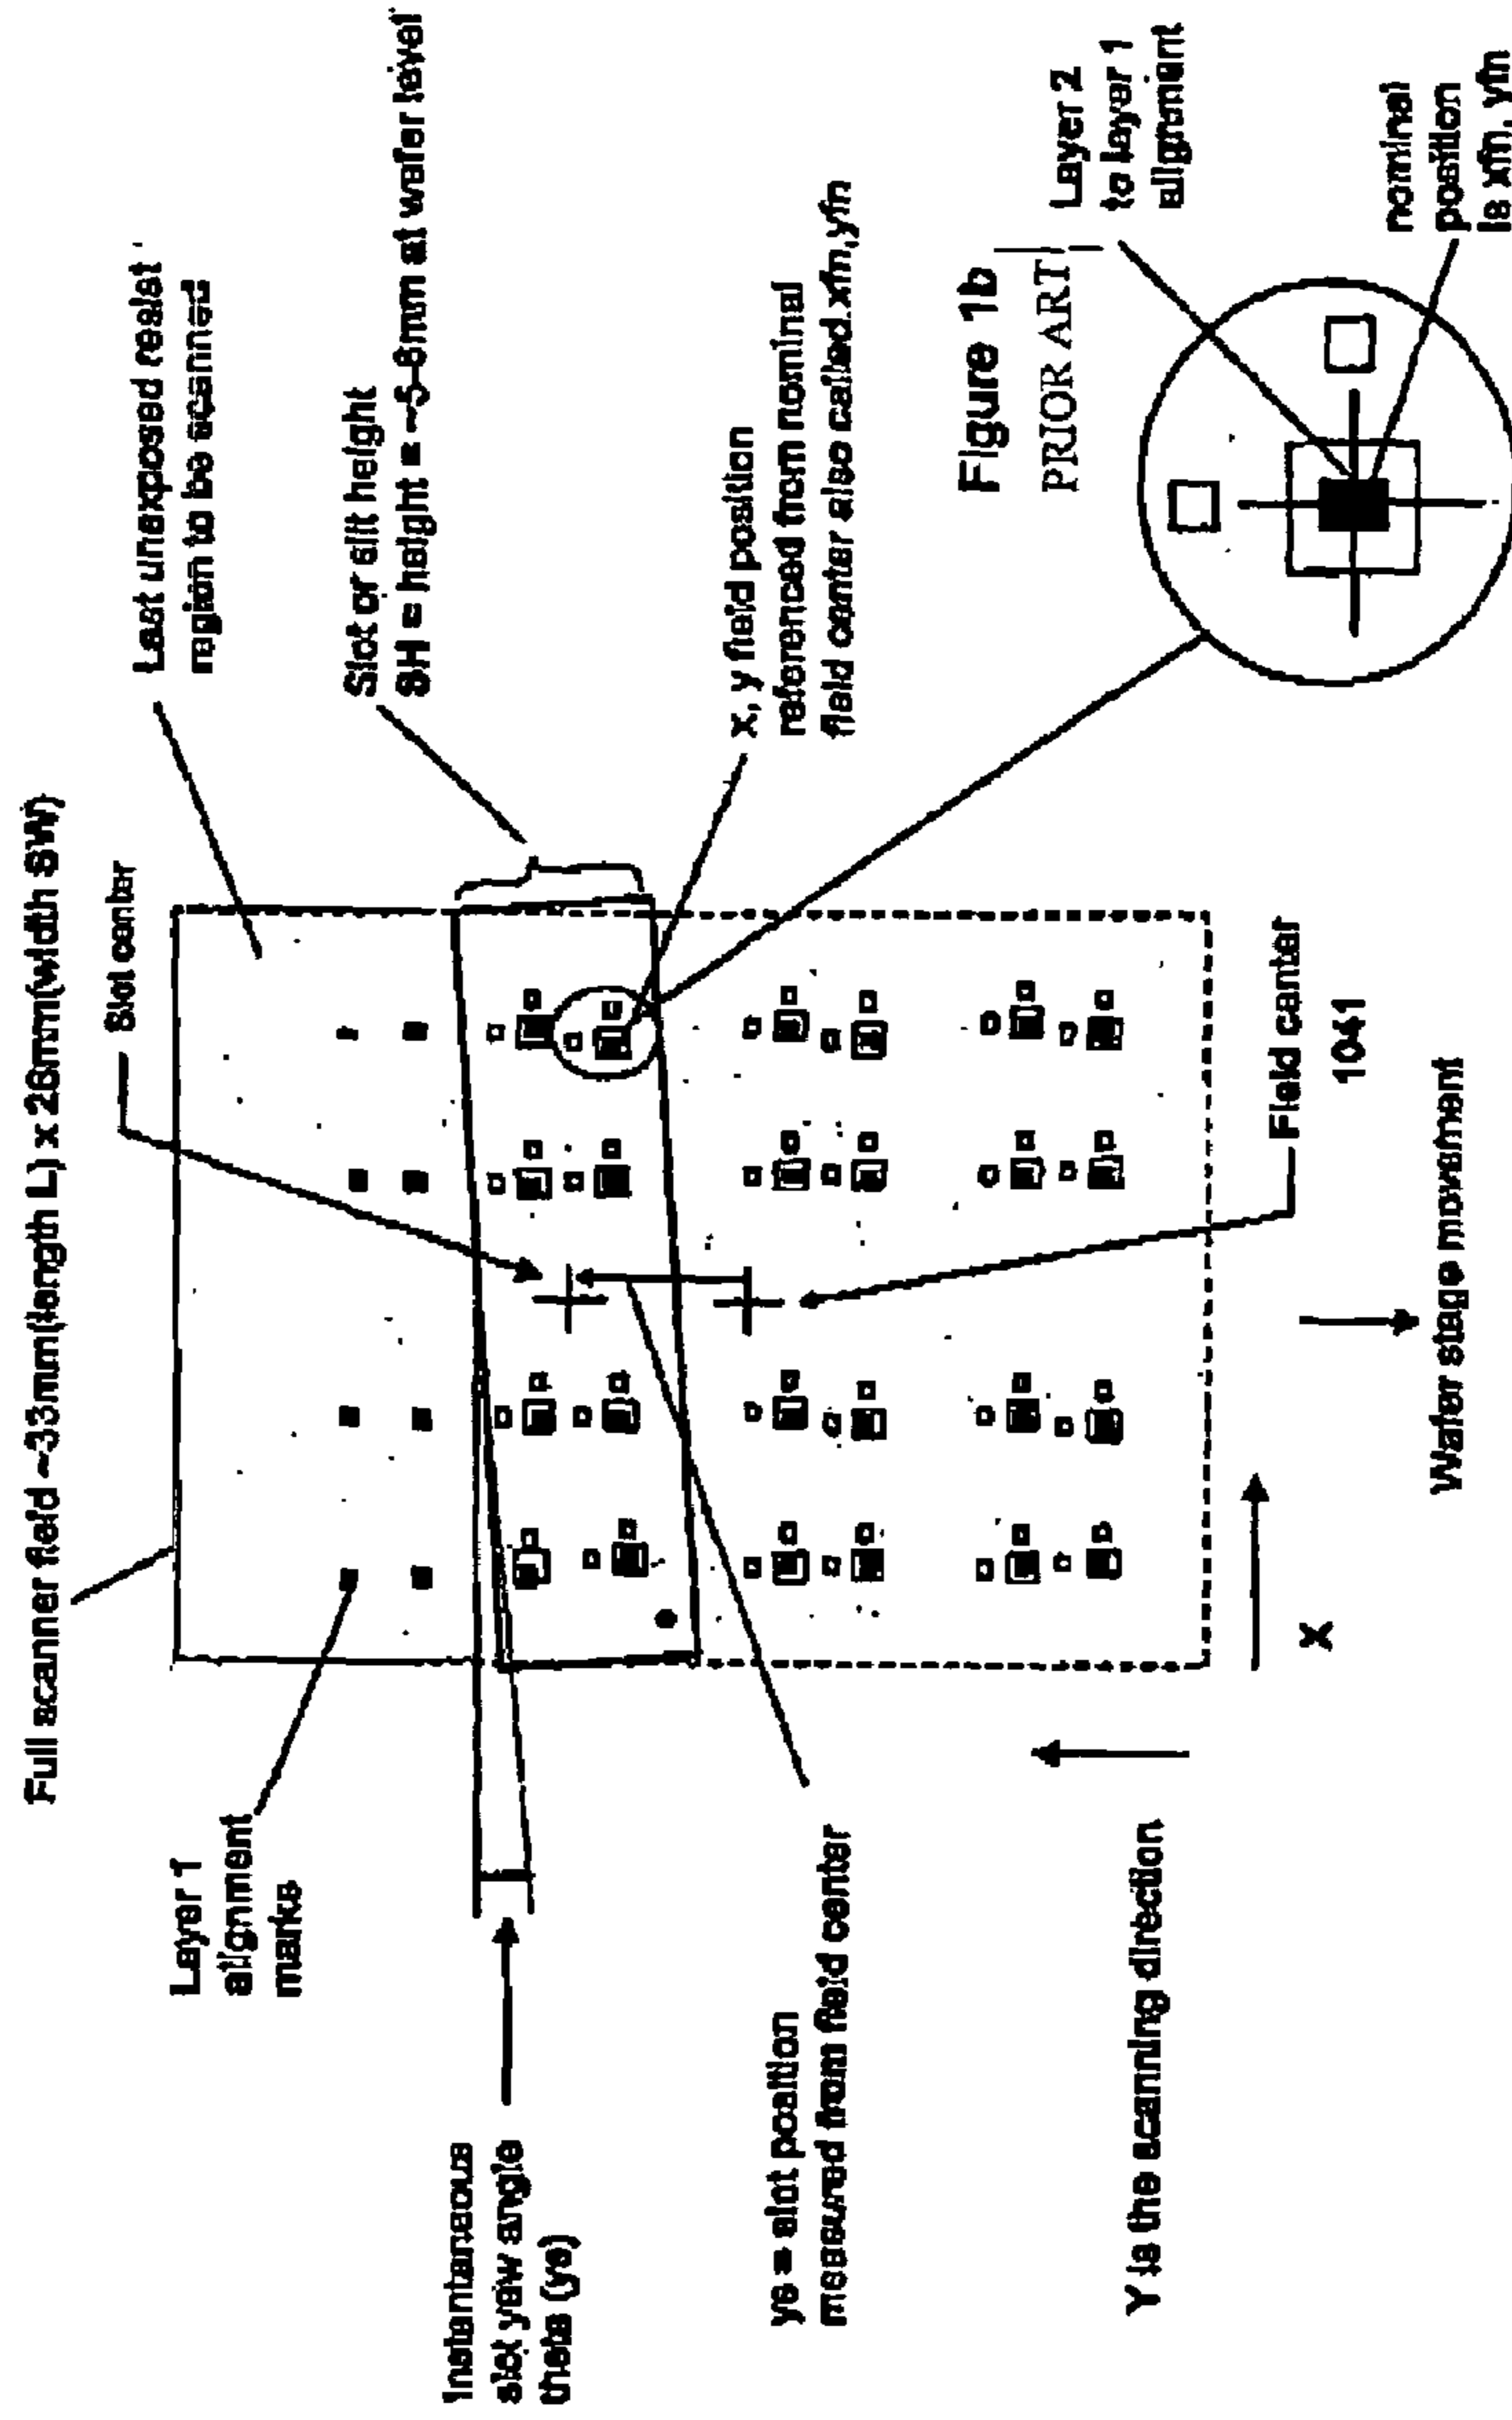 Full scanner field ~33mm(length L) x 26mm(width SW)
Slot center
Last unexposed resist
region to be scanned
Slot or slit height
SH = height = ~5-8mm at wafer level
x, y field position
referenced from nominal
field center also called xfn,yfn
Layer 1
alignment
marks
Instantaneous
slot yaw angle
theta (ys)
ys = slot position
measured from field center
Y is the scanning direction
X
Wafer stage movement
Field center
1041
Figure 1b
PRIOR ART
Layer 2
to layer 1
alignment
nominal
position
is xfn, yfn